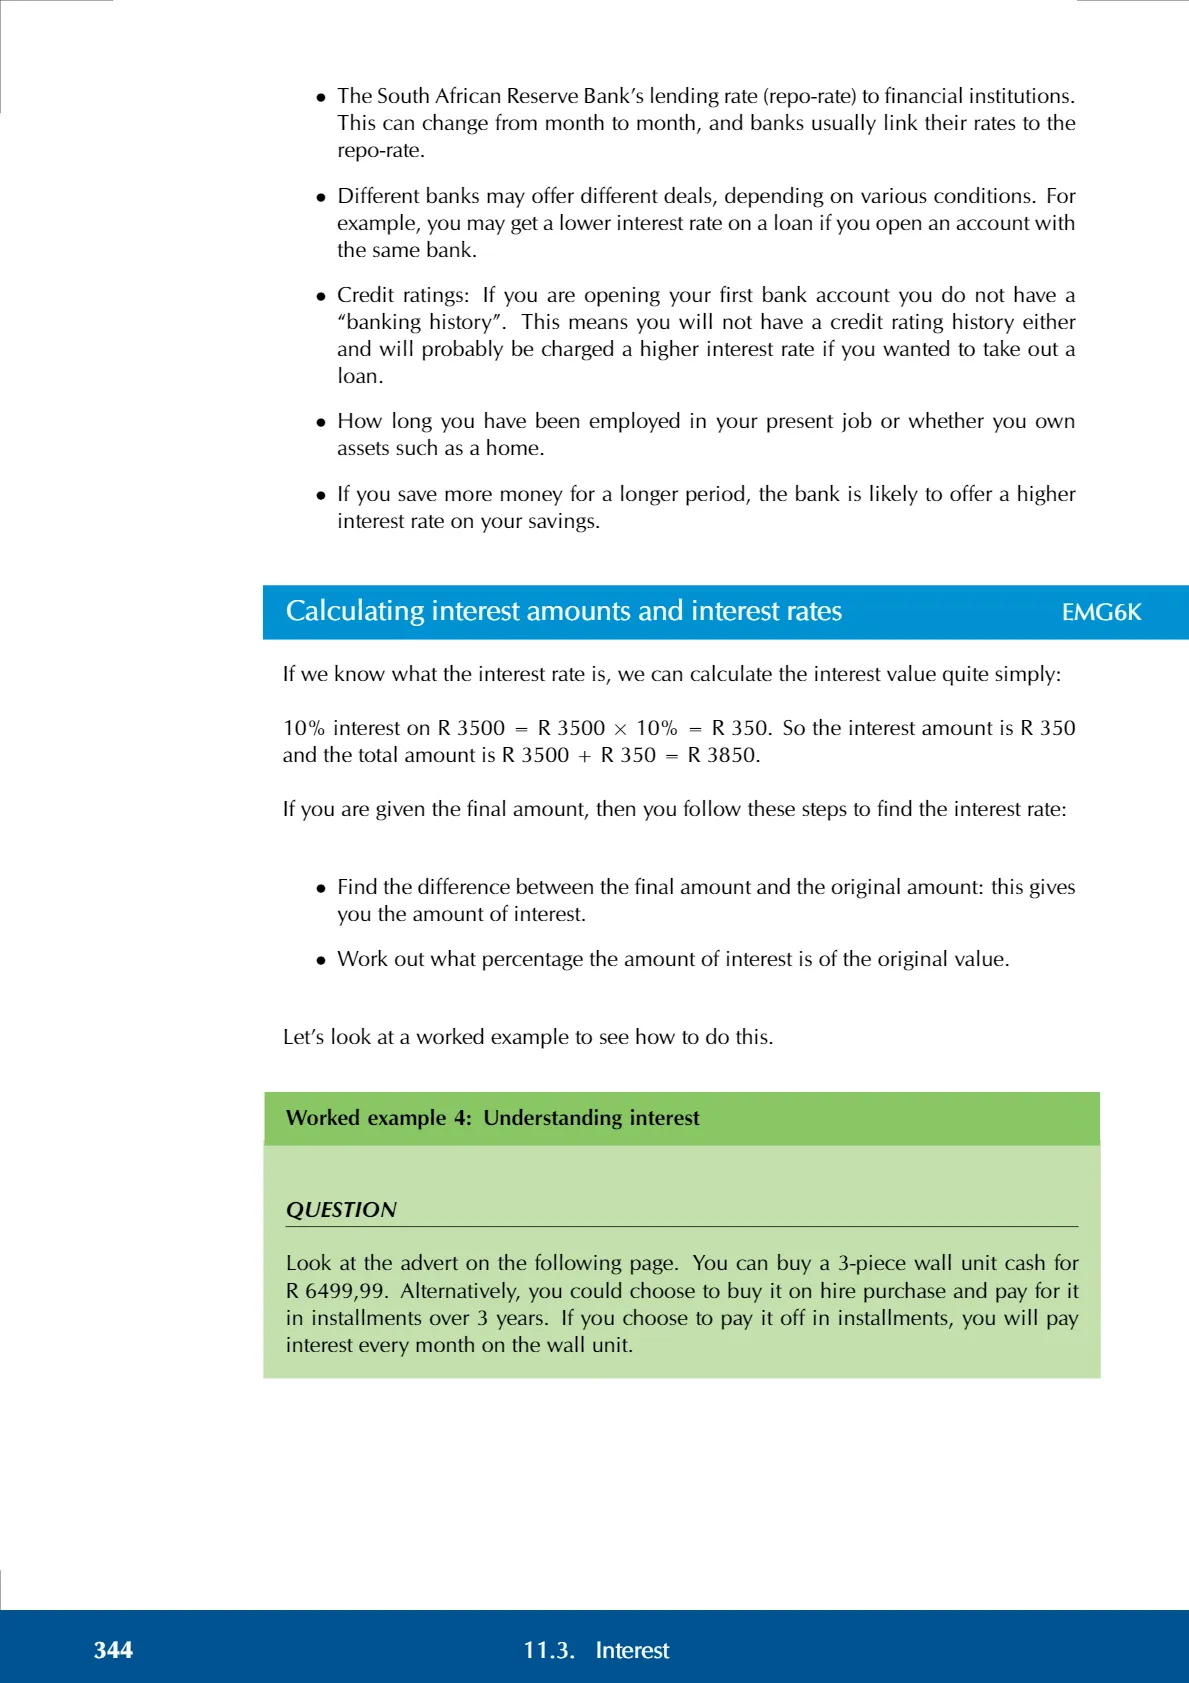 • The South African Reserve Bank's lending rate (repo-rate) to financial institutions.
This can change from month to month, and banks usually link their rates to the
repo-rate.
• Different banks may offer different deals, depending on various conditions. For
example, you may get a lower interest rate on a loan if you open an account with
the same bank.
• Credit ratings: If you are opening your first bank account you do not have a
“banking history”. This means you will not have a credit rating history either
and will probably be charged a higher interest rate if you wanted to take out a
loan.
• How long you have been employed in your present job or whether you own
assets such as a home.
• If you save more money for a longer period, the bank is likely to offer a higher
interest rate on your savings.
Calculating interest amounts and interest rates EMG6K
If we know what the interest rate is, we can calculate the interest value quite simply:
10% interest on R 3500 = R 3500 × 10% = R 350. So the interest amount is R 350
and the total amount is R 3500 + R 350 = R 3850.
If you are given the final amount, then you follow these steps to find the interest rate:
• Find the difference between the final amount and the original amount: this gives
you the amount of interest.
• Work out what percentage the amount of interest is of the original value.
Let's look at a worked example to see how to do this.
Worked example 4: Understanding interest
QUESTION
Look at the advert on the following page. You can buy a 3-piece wall unit cash for
R 6499,99. Alternatively, you could choose to buy it on hire purchase and pay for it
in installments over 3 years. If you choose to pay it off in installments, you will pay
interest every month on the wall unit.
344 11.3. Interest